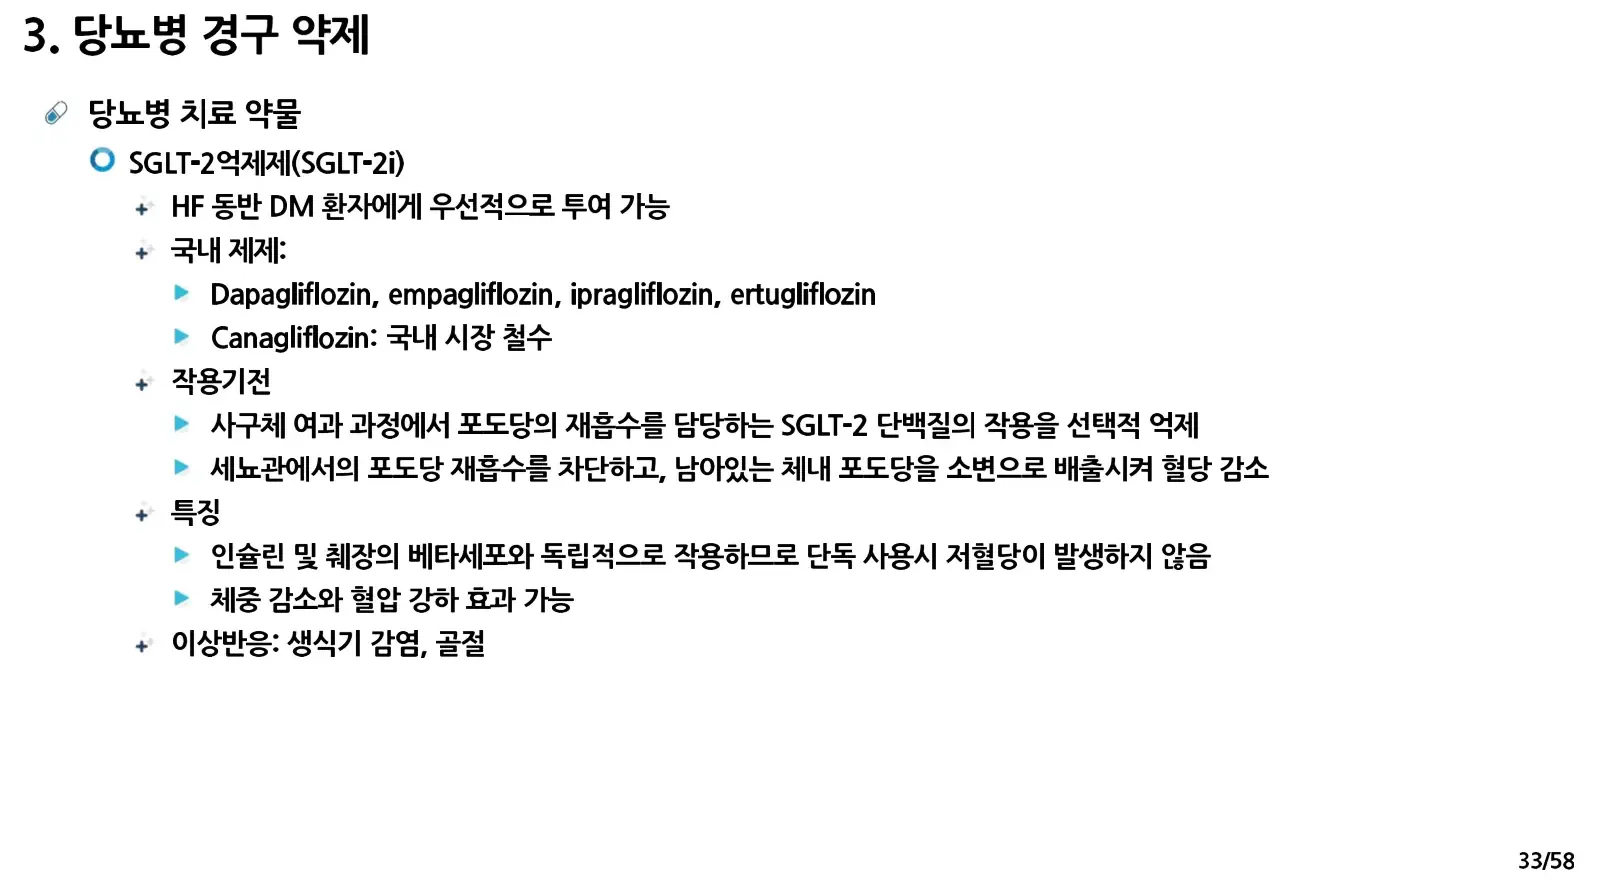 3. 당뇨병 경구 약제
당뇨병 치료 약물
SGLT-2억제제(SGLT-2i)
HF 동반 DM 환자에게 우선적으로 투여 가능
국내 제제:
Dapagliflozin, empagliflozin, ipragliflozin, ertugliflozin
Canagliflozin: 국내 시장 철수
작용기전
사구체 여과 과정에서 포도당의 재흡수를 담당하는 SGLT-2 단백질의 작용을 선택적 억제
세뇨관에서의 포도당 재흡수를 차단하고, 남아있는 체내 포도당을 소변으로 배출시켜 혈당 감소
특징
인슐린 및 췌장의 베타세포와 독립적으로 작용하므로 단독 사용시 저혈당이 발생하지 않음
체중 감소와 혈압 강하 효과 가능
이상반응: 생식기 감염, 골절
33/58